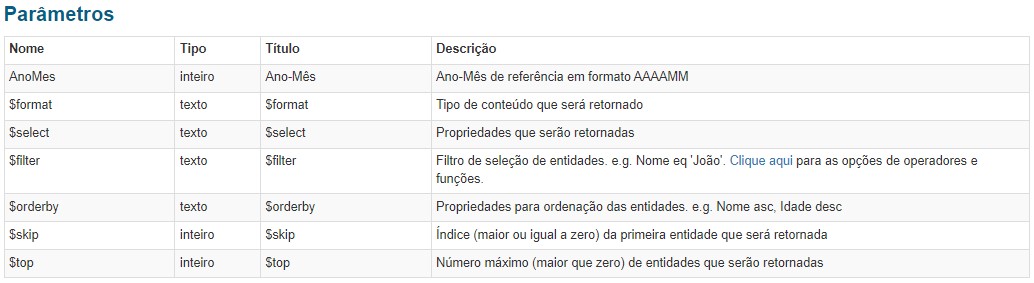 Parâmetros
Nome Tipo Título Descrição
AnoMes inteiro Ano-Mês Ano-Mês de referência em formato AAAAMM
$format texto $format Tipo de conteúdo que será retornado
$select texto $select Propriedades que serão retornadas
$filter texto $filter Filtro de seleção de entidades. e.g. Nome eq 'João'. Clique aqui para as opções de operadores e
funções.
$orderby texto $orderby Propriedades para ordenação das entidades. e.g. Nome asc, Idade desc
$skip inteiro $skip Índice (maior ou igual a zero) da primeira entidade que será retornada
$top inteiro $top Número máximo (maior que zero) de entidades que serão retornadas